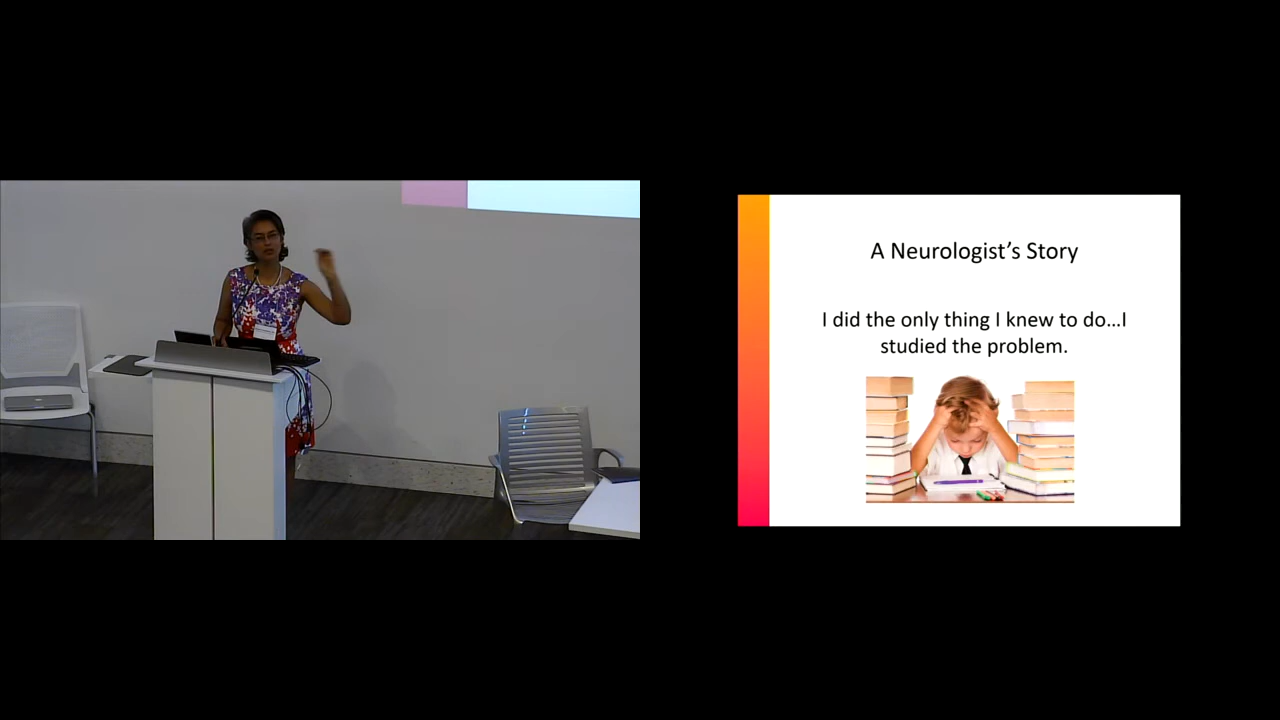 A Neurologist's Story
I did the only thing I knew to do...I
studied the problem.